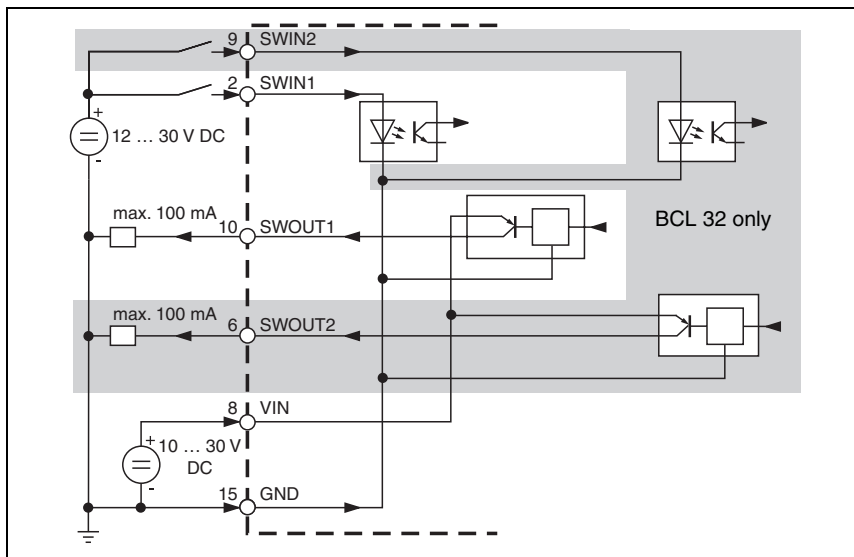 9 SWIN2
2 SWIN1
+
12 … 30 V DC
-
max. 100 mA
10 SWOUT1
BCL 32 only
max. 100 mA
6 SWOUT2
8 VIN
+
10 … 30 V
DC
-
15 GND